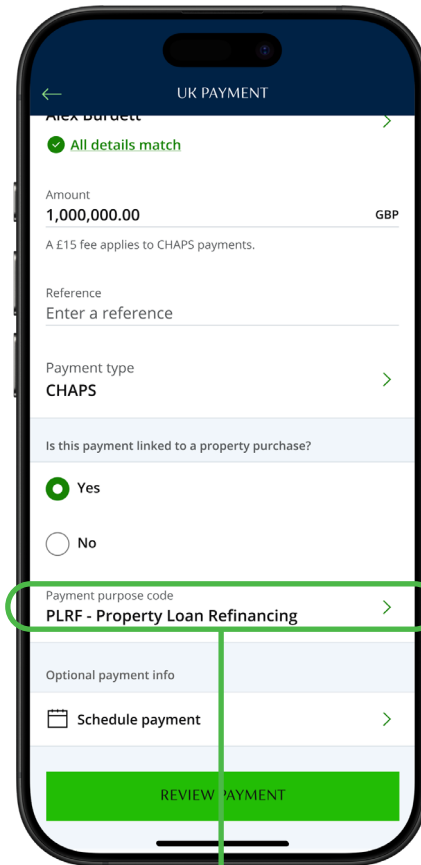 UK PAYMENT
Alex Burdett
All details match
Amount
1,000,000.00 GBP
A £15 fee applies to CHAPS payments.
Reference
Enter a reference
Payment type
CHAPS
Is this payment linked to a property purchase?
Yes
No
Payment purpose code
PLRF - Property Loan Refinancing
Optional payment info
Schedule payment
REVIEW PAYMENT